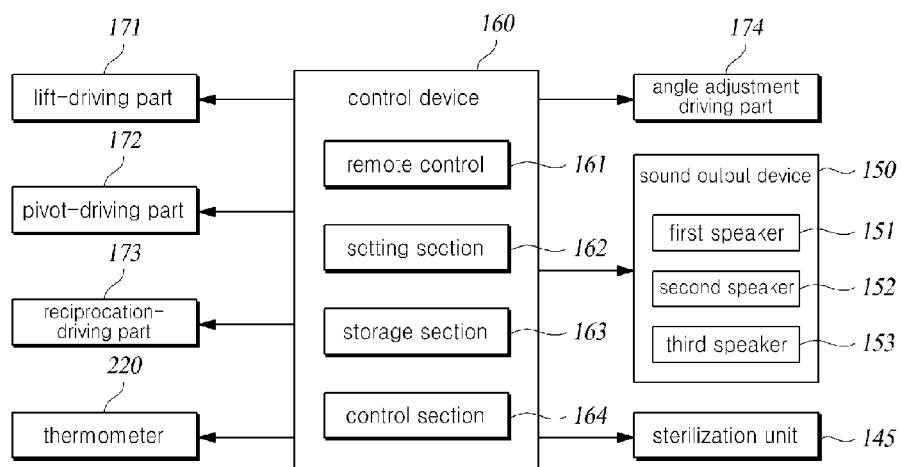 171
lift-driving part
172
pivot-driving part
173
reciprocation-
driving part
220
thermometer
160
control device
remote control
161
setting section
162
storage section
163
control section
164
174
angle adjustment
driving part
sound output device
150
first speaker
151
second speaker
152
third speaker
153
sterilization unit
145